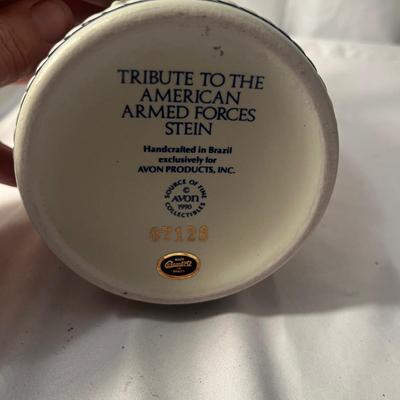 TRIBUTE TO THE
AMERICAN
ARMED FORCES
STEIN
Handcrafted in Brazil
exclusively for
AVON PRODUCTS, INC.
SOURCE OF FINE
©
AVON
1990
COLLECTIBLES